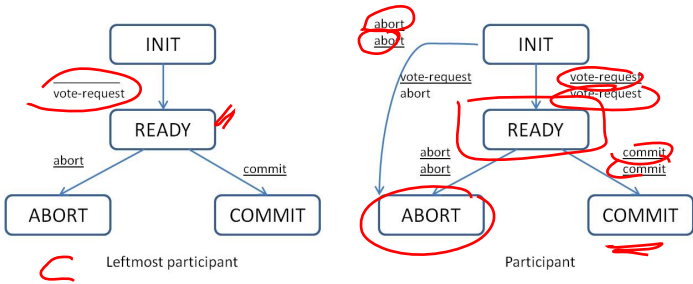 INIT
vote-request
READY
abort
commit
ABORT
COMMIT
Leftmost participant
abort
abort
INIT
vote-request
abort
vote-request
vote-request
READY
abort
abort
commit
commit
ABORT
COMMIT
Participant